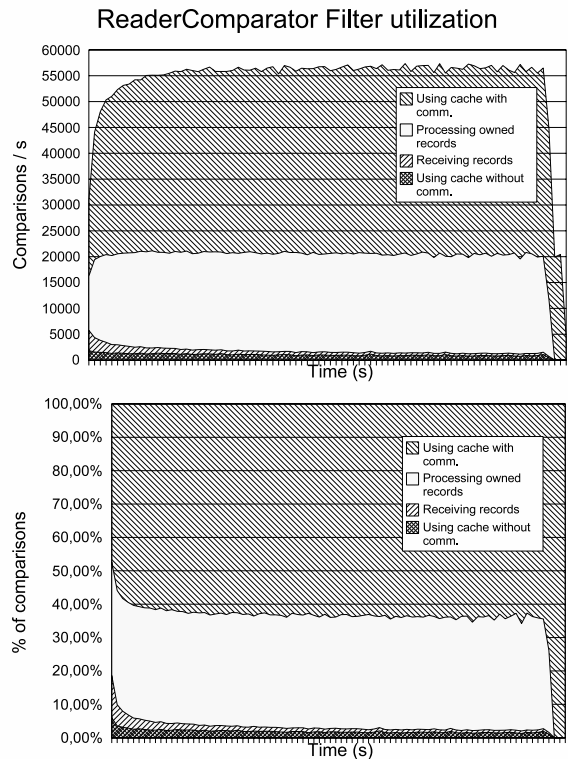 ReaderComparator Filter utilization
60000
55000
50000
45000
40000
35000
30000
25000
20000
15000
10000
5000
0
Comparisons / s
Using cache with
comm.
Processing owned
records
Receiving records
Using cache without
comm.
Time (s)
100,00%
90,00%
80,00%
70,00%
60,00%
50,00%
40,00%
30,00%
20,00%
10,00%
0,00%
% of comparisons
Using cache with
comm.
Processing owned
records
Receiving records
Using cache without
comm.
Time (s)